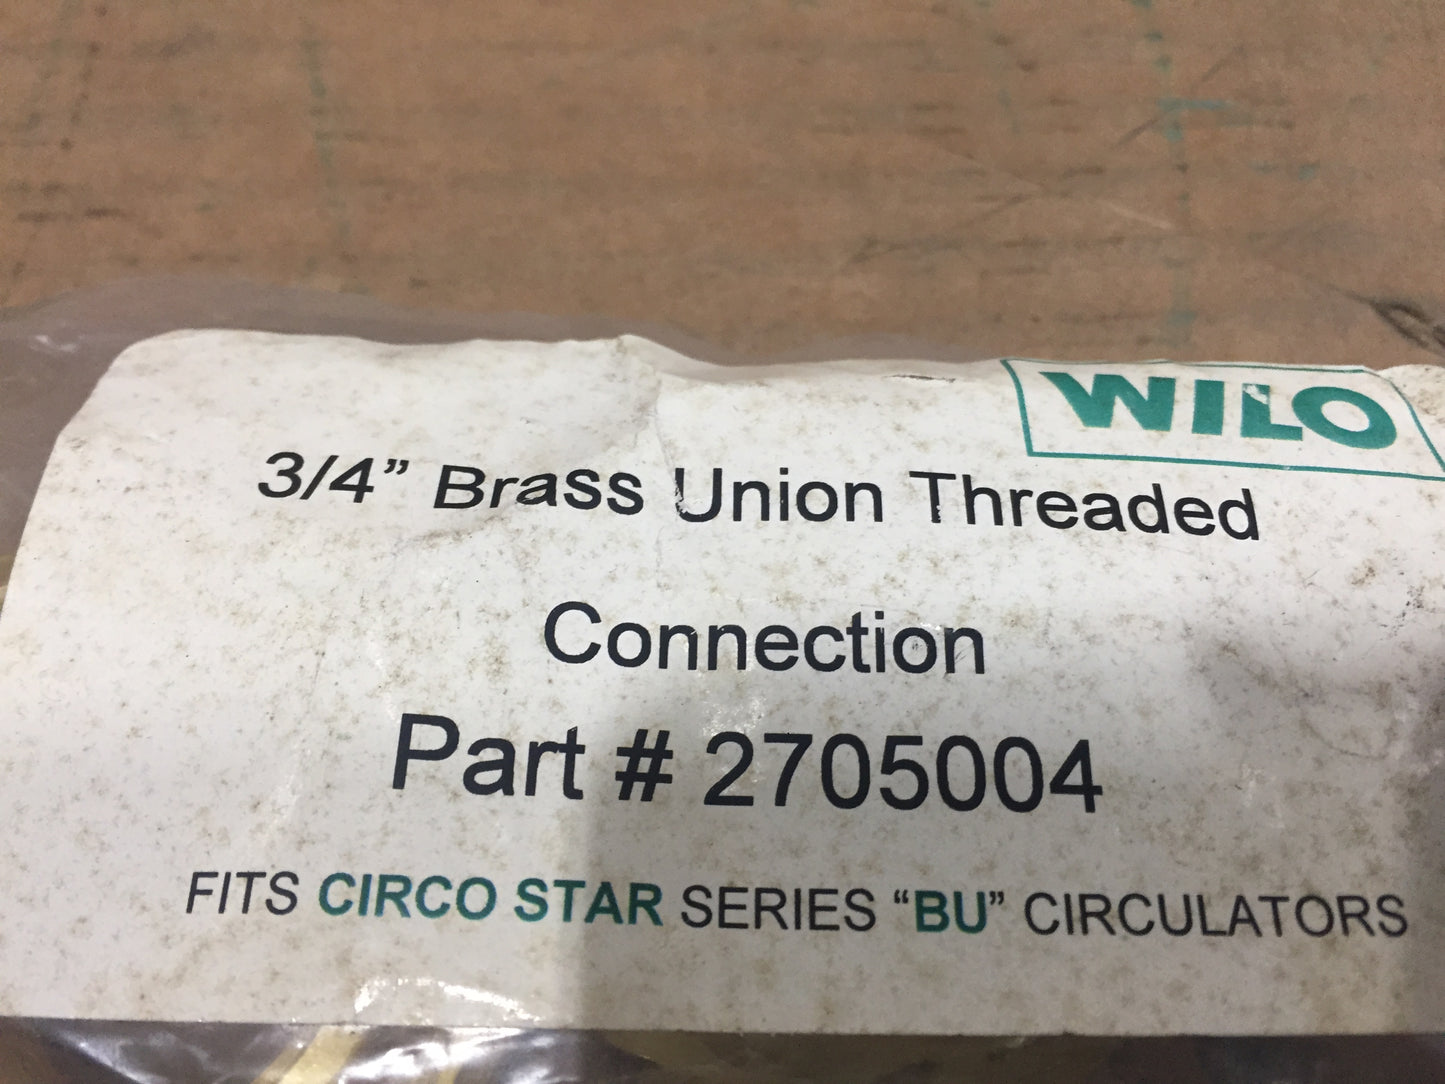 WILO
3/4” Brass Union Threaded
Connection
Part # 2705004
FITS CIRCO STAR SERIES “BU” CIRCULATORS